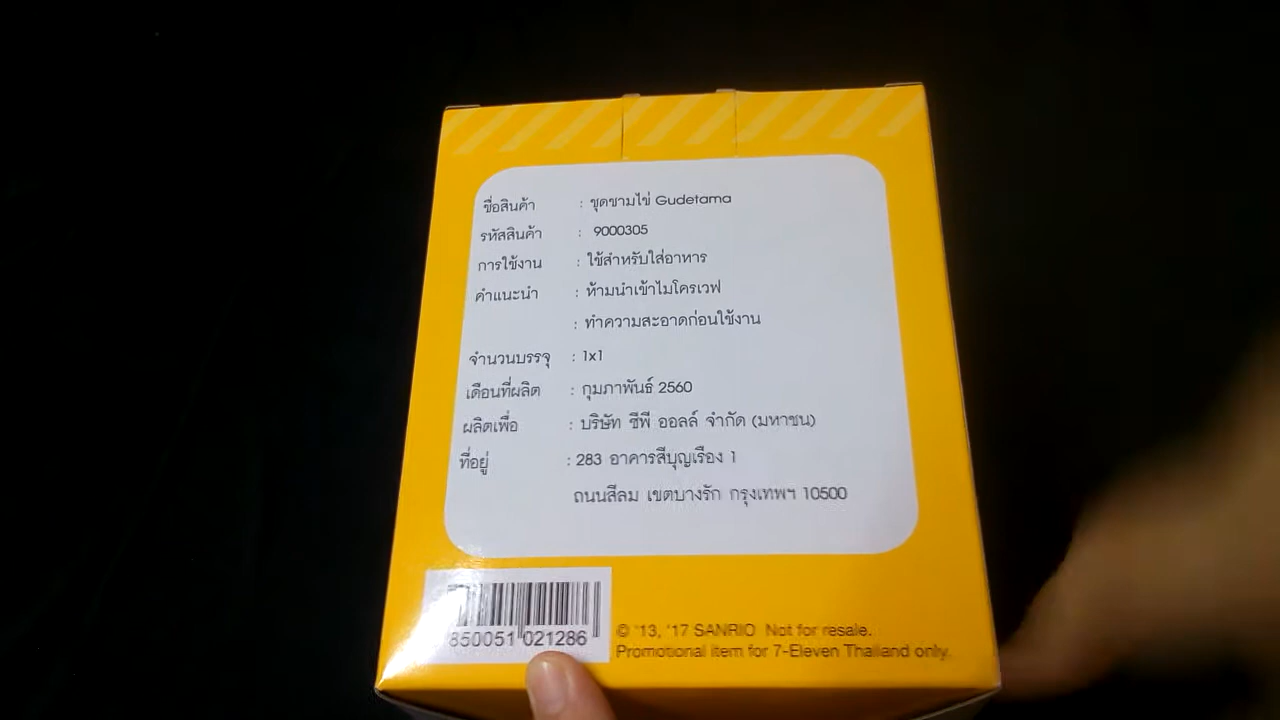 ชื่อสินค้า : ชุดชามไข่ Gudetama
รหัสสินค้า : 9000305
การใช้งาน : ใช้สำหรับใส่อาหาร
คำแนะนำ : ห้ามนำเข้าไมโครเวฟ
: ทำความสะอาดก่อนใช้งาน
จำนวนบรรจุ : 1x1
เดือนที่ผลิต : กุมภาพันธ์ 2560
ผลิตเพื่อ : บริษัท ซีพี ออลล์ จำกัด (มหาชน)
ที่อยู่ : 283 อาคารสีบุญเรือง 1
ถนนสีลม เขตบางรัก กรุงเทพฯ 10500
850051 021286
© '13, '17 SANRIO Not for resale.
Promotional item for 7-Eleven Thailand only.